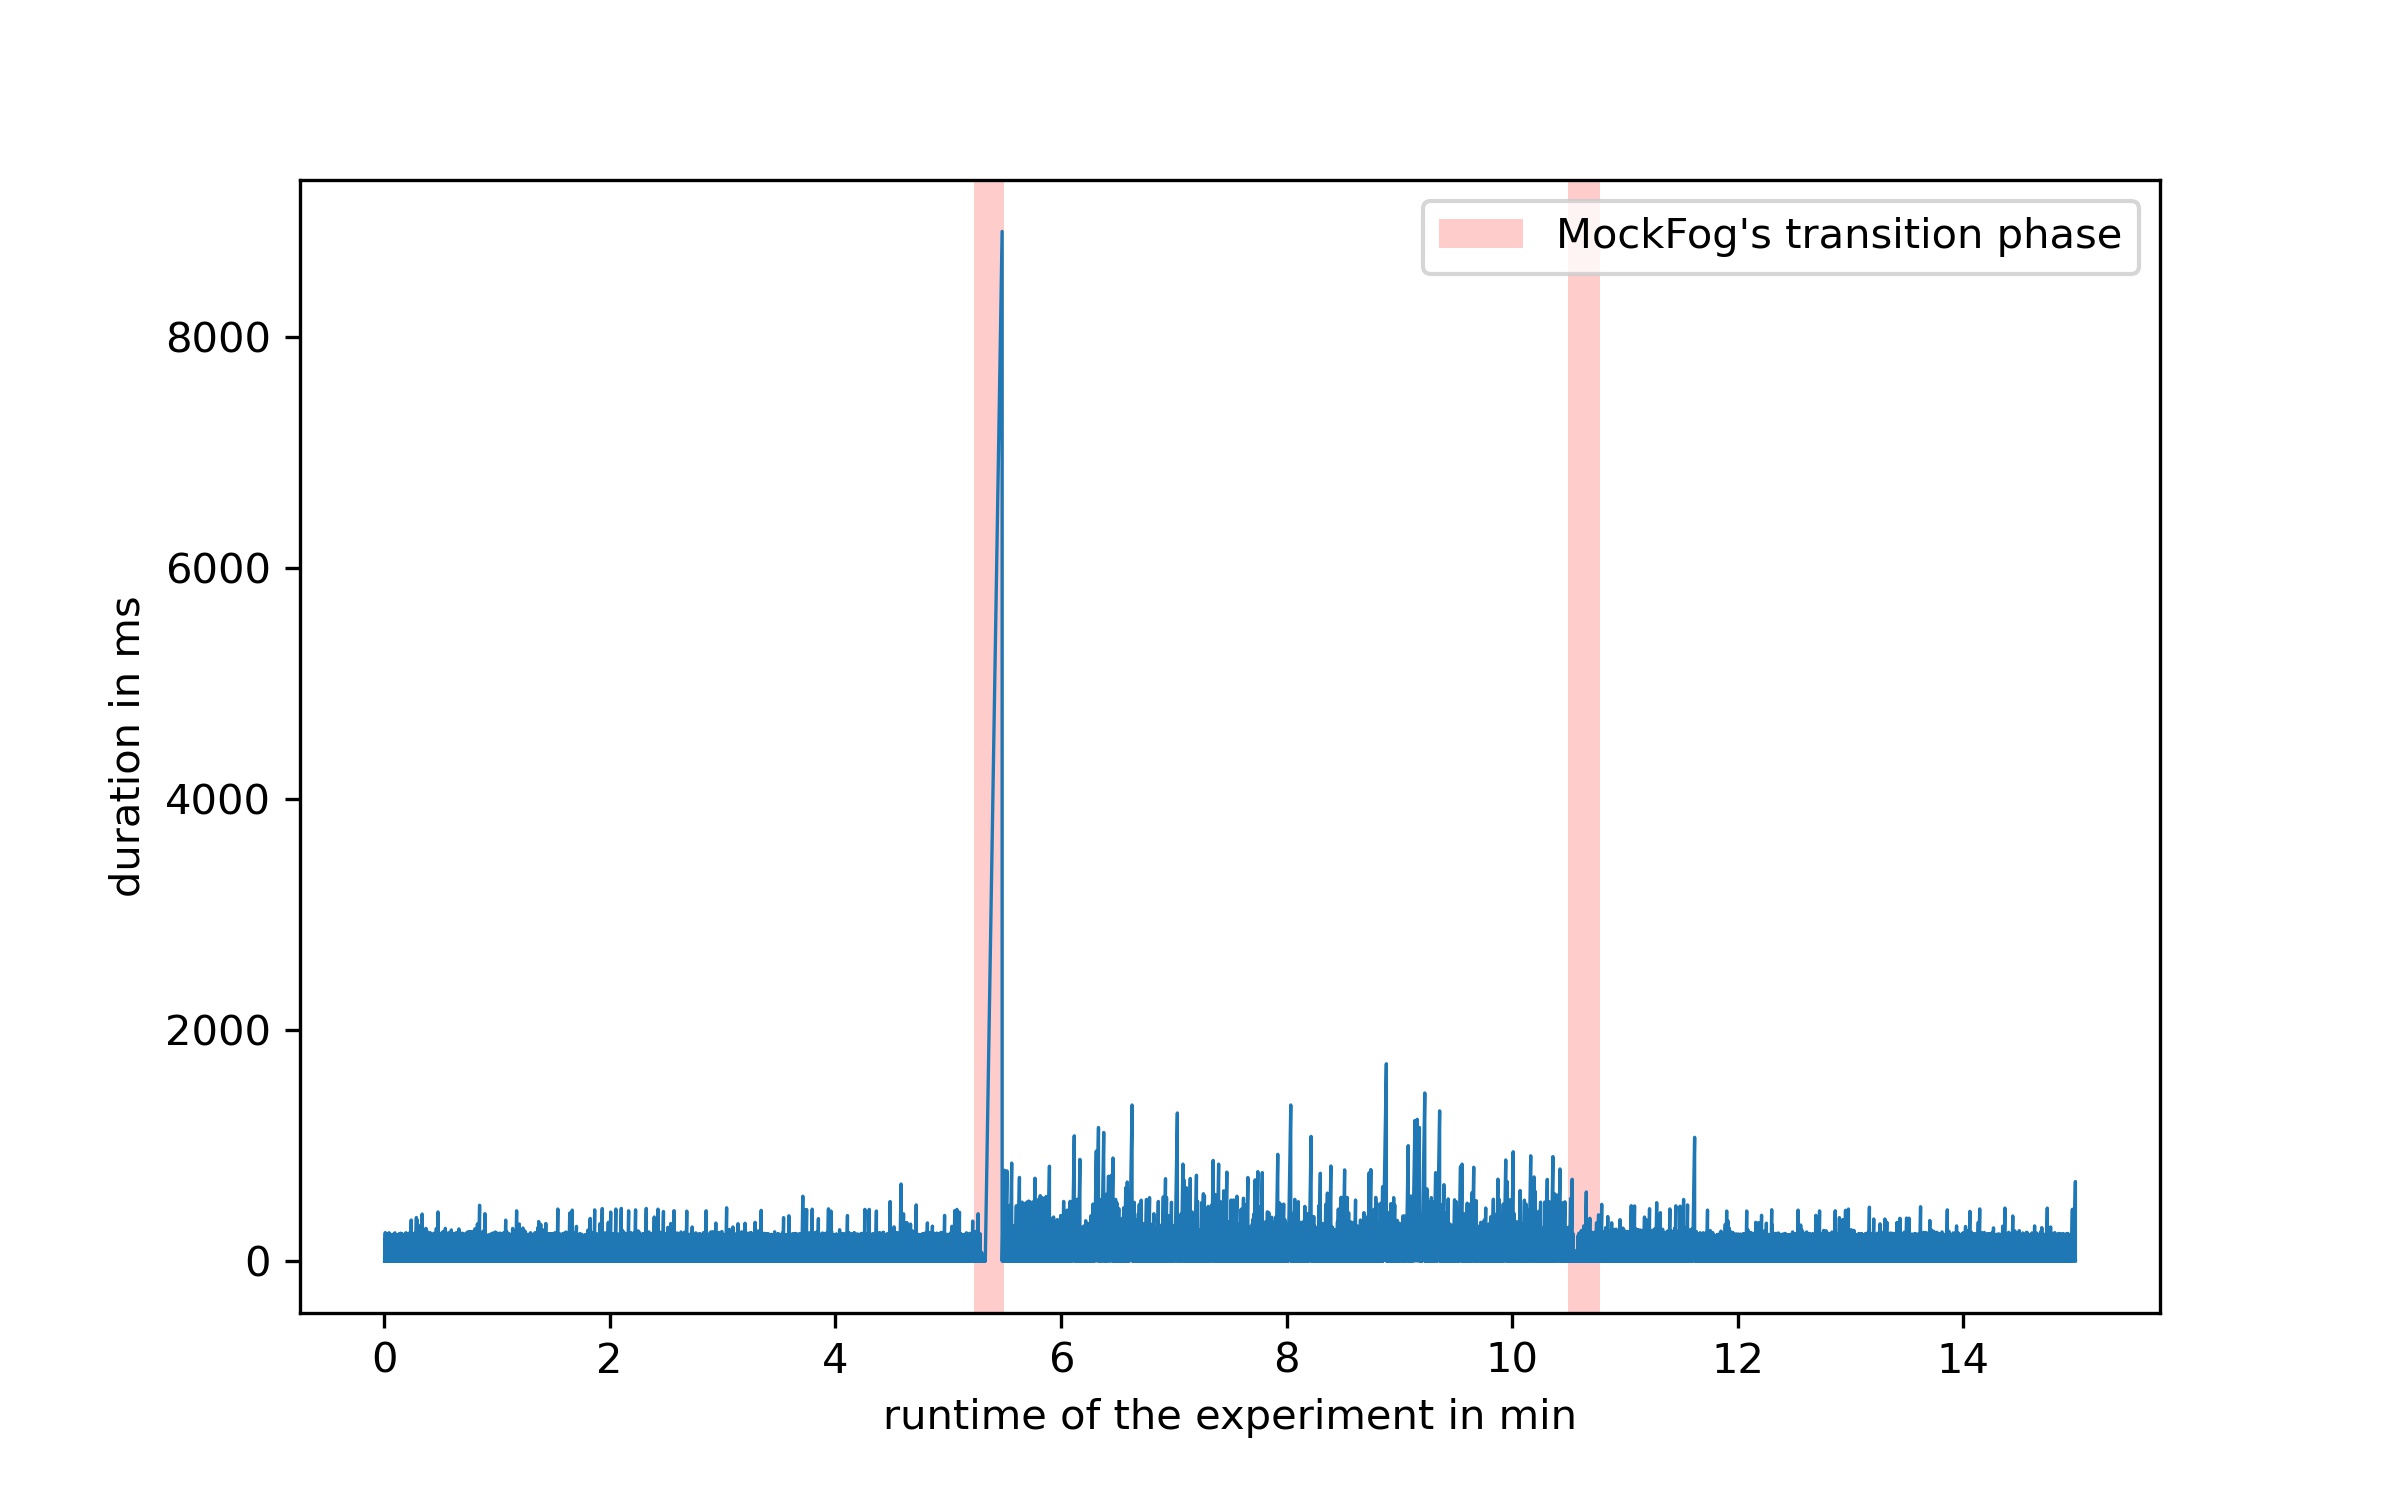 MockFog's transition phase
8000
6000
4000
2000
0
duration in ms
0 2 4 6 8 10 12 14
runtime of the experiment in min